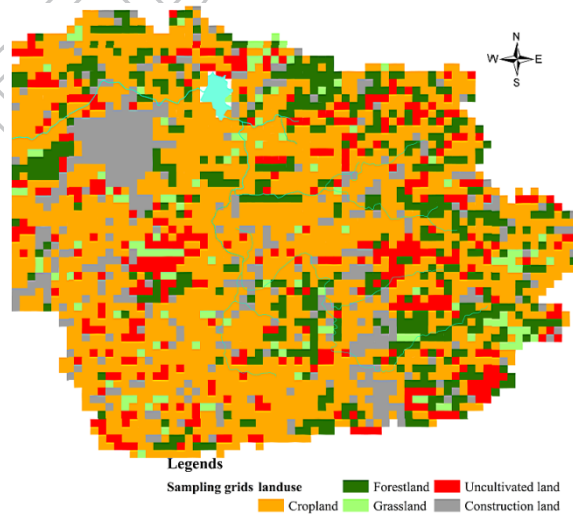 N
W E
S
Legends
Sampling grids landuse Forestland Uncultivated land
Cropland Grassland Construction land